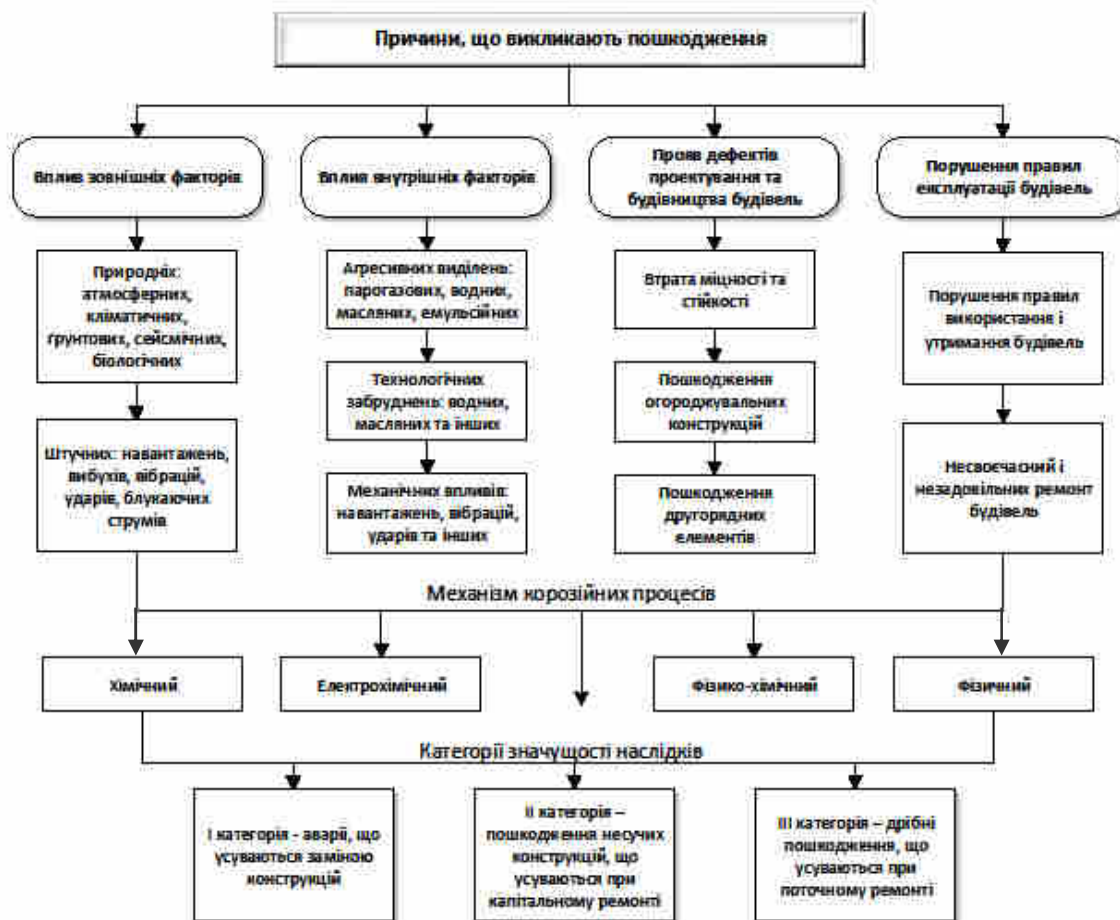 Причини, що викликають пошкодження
Вплив зовнішніх факторів
Вплив внутрішніх факторів
Прояв дефектів
проектування та
будівництва будівель
Порушення правил
експлуатації будівель
Природніх:
атмосферних,
кліматичних,
ґрунтових, сейсмічних,
біологічних
Агресивних виділень:
парогазових, водних,
масляних, емульсійних
Втрата міцності та
стійкості
Порушення правил
використання і
утримання будівель
Технологічних
забруднень: водних,
масляних та інших
Пошкодження
огороджувальних
конструкцій
Штучних: навантажень,
вибухів, вібрацій,
ударів, блукаючих
струмів
Механічних впливів:
навантажень, вібрацій,
ударів та інших
Пошкодження
другорядних
елементів
Несвоєчасний і
незадовільних ремонт
будівель
Механізм корозійних процесів
Хімічний
Електрохімічний
Фізико-хімічний
Фізичний
Категорії значущості наслідків
І категорія - аварії, що
усуваються заміною
конструкцій
ІІ категорія –
пошкодження несучих
конструкцій, що
усуваються при
капітальному ремонті
ІІІ категорія – дрібні
пошкодження, що
усуваються при
поточному ремонті